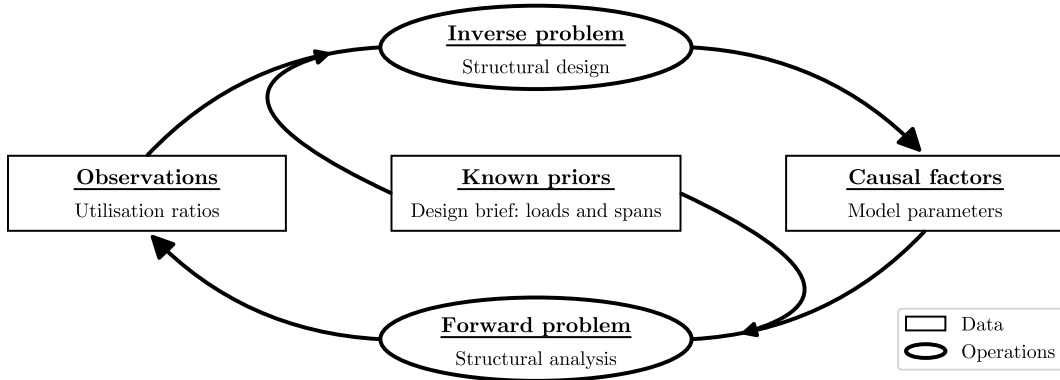 Inverse problem
Structural design
Observations
Utilisation ratios
Known priors
Design brief: loads and spans
Causal factors
Model parameters
Forward problem
Structural analysis
Data
Operations